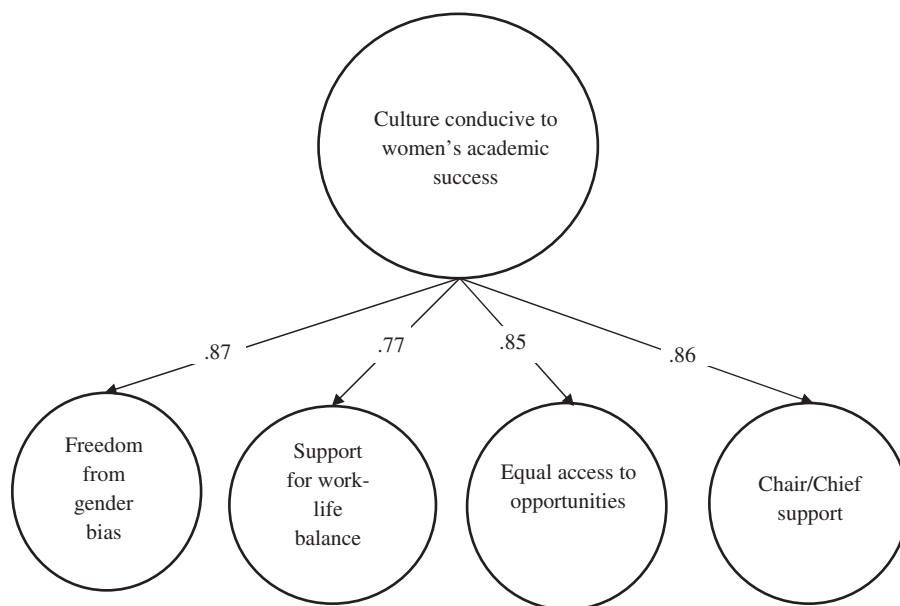 Culture conducive to
women’s academic
success
.87
.77
.85
.86
Freedom
from
gender
bias
Support
for work-
life
balance
Equal access to
opportunities
Chair/Chief
support